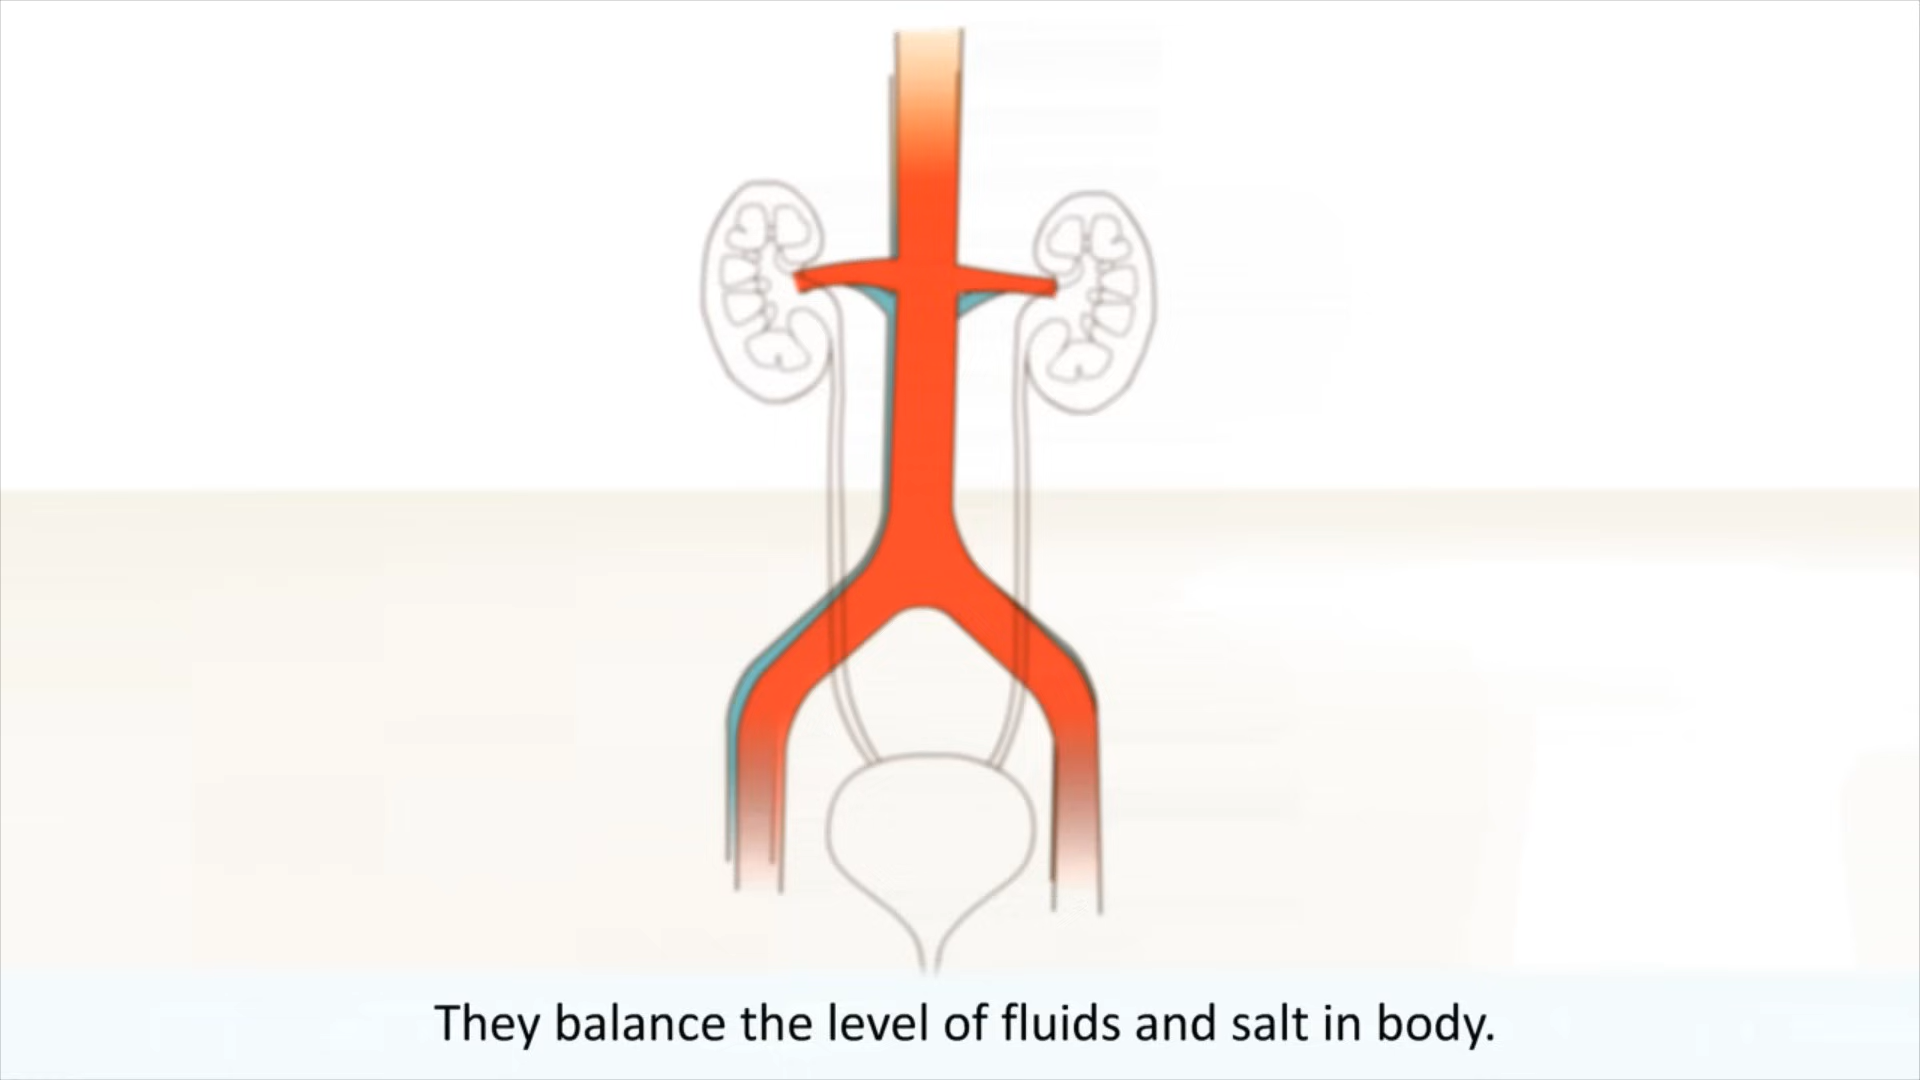 They balance the level of fluids and salt in body.